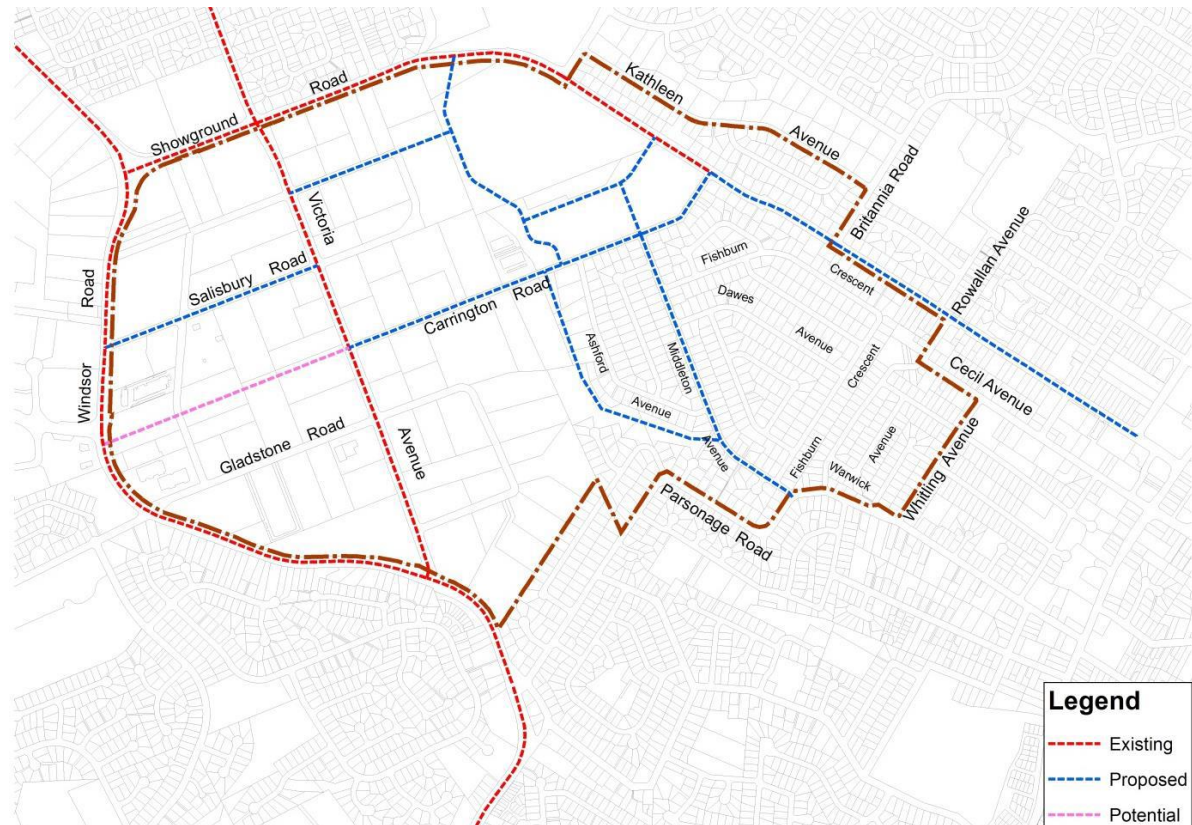 Kathleen
Avenue
Showground Road
Britannia Road
Rowallan Avenue
Victoria
Fishburn
Crescent
Salisbury Road
Road
Dawes
Carrington Road
Avenue
Ashford
Middleton
Crescent
Cecil Avenue
Windsor
Avenue
Gladstone Road
Avenue
Avenue
Fishburn
Avenue
Warwick
Whitling Avenue
Parsonage Road
Legend
Existing
Proposed
Potential